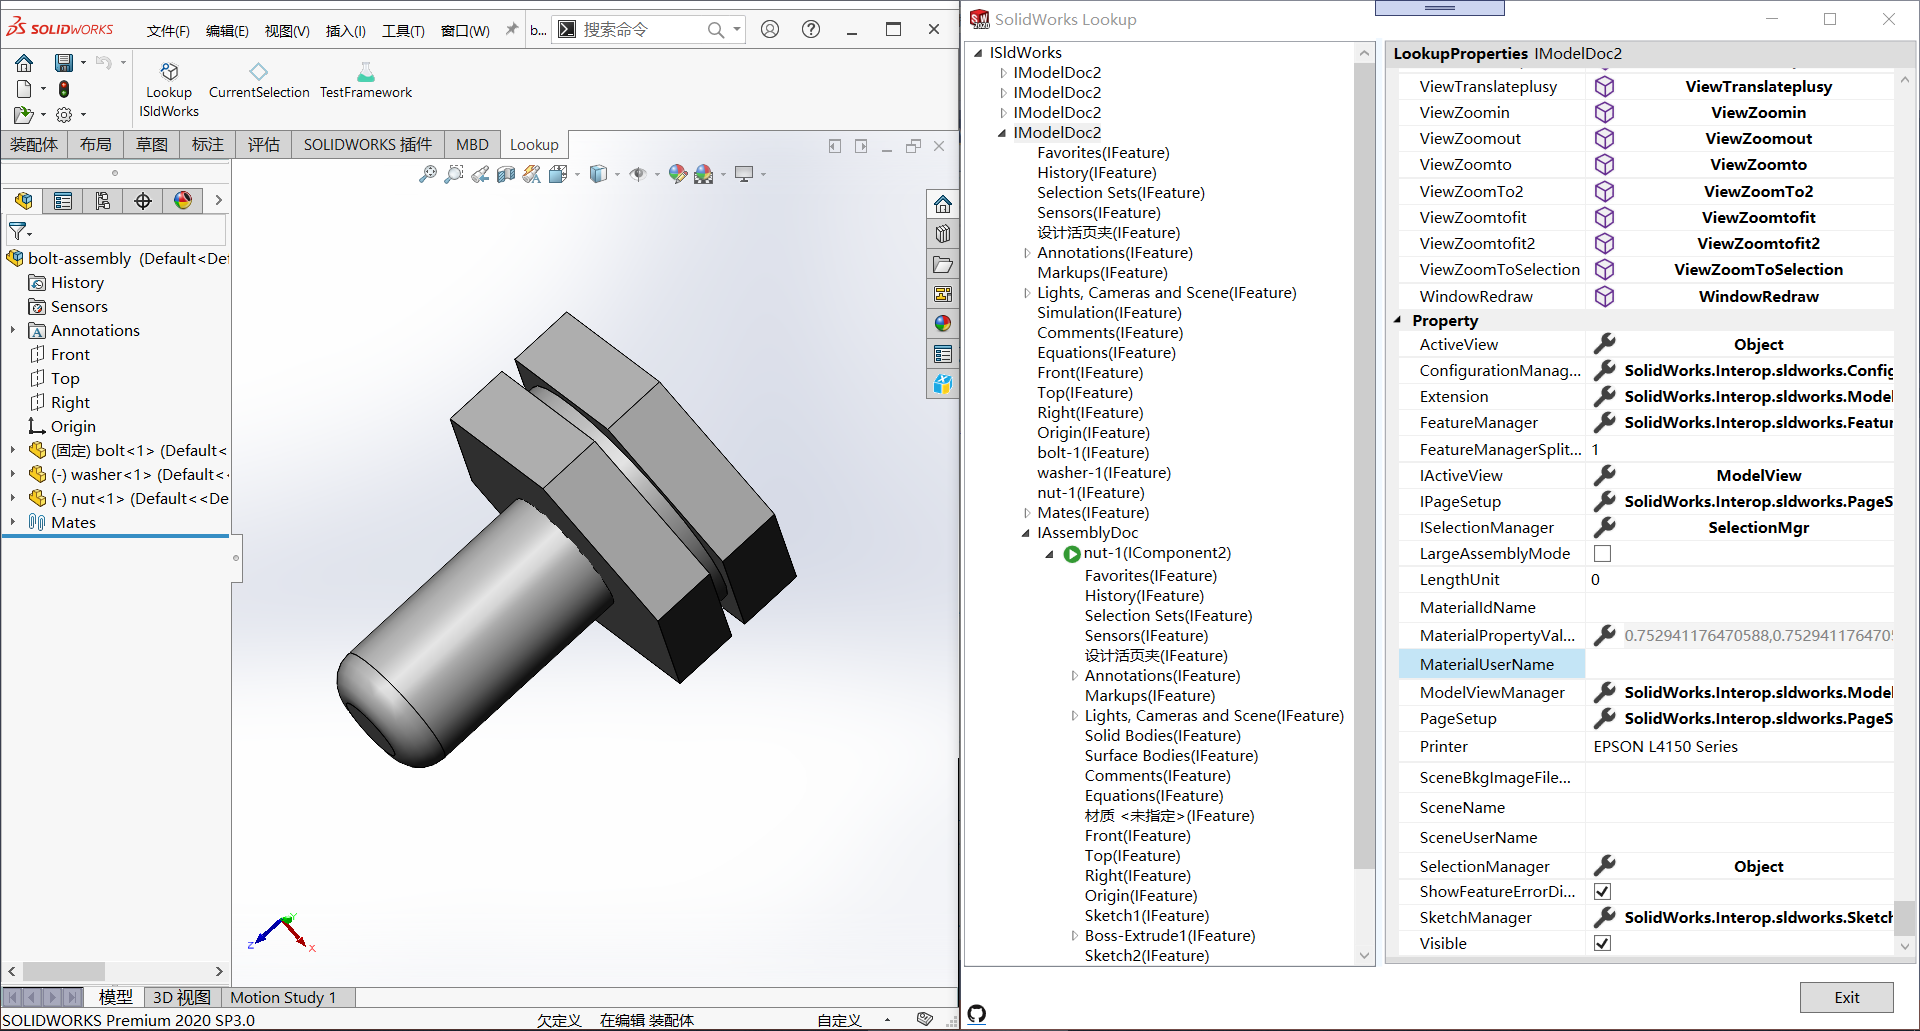 SOLIDWORKS
文件(F) 编辑(E) 视图(V) 插入(I) 工具(T) 窗口(W) b... 搜索命令
Lookup
ISldWorks
CurrentSelection
TestFramework
装配体 布局 草图 标注 评估 SOLIDWORKS 插件 MBD Lookup
bolt-assembly (Default<De
History
Sensors
Annotations
Front
Top
Right
Origin
(固定) bolt<1> (Default<
(-) washer<1> (Default<
(-) nut<1> (Default<<De
Mates
Z
Y
X
模型 3D 视图 Motion Study 1
SOLIDWORKS Premium 2020 SP3.0 欠定义 在编辑 装配体 自定义
SolidWorks Lookup
ISldWorks
IModelDoc2
IModelDoc2
IModelDoc2
IModelDoc2
Favorites(IFeature)
History(IFeature)
Selection Sets(IFeature)
Sensors(IFeature)
设计活页夹(IFeature)
Annotations(IFeature)
Markups(IFeature)
Lights, Cameras and Scene(IFeature)
Simulation(IFeature)
Comments(IFeature)
Equations(IFeature)
Front(IFeature)
Top(IFeature)
Right(IFeature)
Origin(IFeature)
bolt-1(IFeature)
washer-1(IFeature)
nut-1(IFeature)
Mates(IFeature)
IAssemblyDoc
nut-1(IComponent2)
Favorites(IFeature)
History(IFeature)
Selection Sets(IFeature)
Sensors(IFeature)
设计活页夹(IFeature)
Annotations(IFeature)
Markups(IFeature)
Lights, Cameras and Scene(IFeature)
Solid Bodies(IFeature)
Surface Bodies(IFeature)
Comments(IFeature)
Equations(IFeature)
材质 <未指定>(IFeature)
Front(IFeature)
Top(IFeature)
Right(IFeature)
Origin(IFeature)
Sketch1(IFeature)
Boss-Extrude1(IFeature)
Sketch2(IFeature)
LookupProperties IModelDoc2
ViewTranslateplusy ViewTranslateplusy
ViewZoomin ViewZoomin
ViewZoomout ViewZoomout
ViewZoomto ViewZoomto
ViewZoomTo2 ViewZoomTo2
ViewZoomtofit ViewZoomtofit
ViewZoomtofit2 ViewZoomtofit2
ViewZoomToSelection ViewZoomToSelection
WindowRedraw WindowRedraw
Property
ActiveView Object
ConfigurationManag... SolidWorks.Interop.sldworks.Config
Extension SolidWorks.Interop.sldworks.Model
FeatureManager SolidWorks.Interop.sldworks.Featur
FeatureManagerSplit... 1
IActiveView ModelView
IPageSetup SolidWorks.Interop.sldworks.PageS
ISelectionManager SelectionMgr
LargeAssemblyMode
LengthUnit 0
MaterialIdName
MaterialPropertyVal... 0.752941176470588,0.7529411764705
MaterialUserName
ModelViewManager SolidWorks.Interop.sldworks.Model
PageSetup SolidWorks.Interop.sldworks.PageS
Printer EPSON L4150 Series
SceneBkgImageFile...
SceneName
SceneUserName
SelectionManager Object
ShowFeatureErrorDi...
SketchManager SolidWorks.Interop.sldworks.Sketch
Visible
Exit